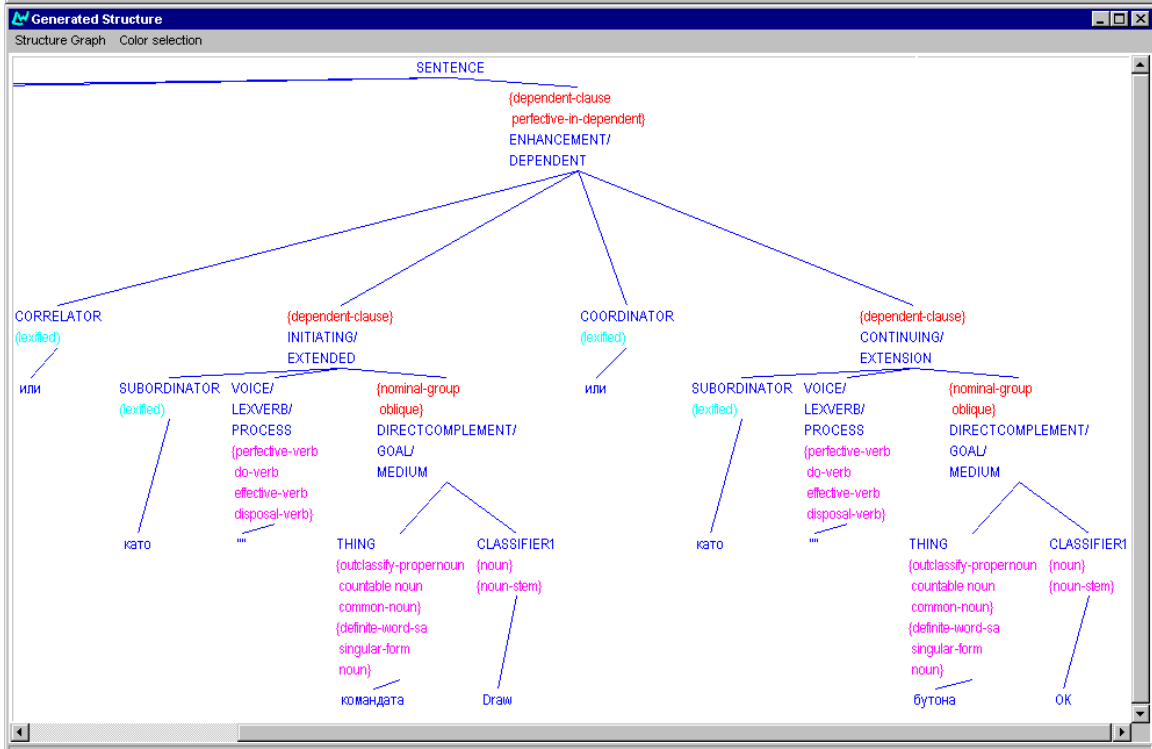 Generated Structure
Structure Graph Color selection
SENTENCE
{dependent-clause
perfective-in-dependent}
ENHANCEMENT/
DEPENDENT
CORRELATOR
(lexified)
или
{dependent-clause}
INITIATING/
EXTENDED
SUBORDINATOR
(lexified)
като
VOICE/
LEXVERB/
PROCESS
{perfective-verb
do-verb
effective-verb
disposal-verb}
""
{nominal-group
oblique}
DIRECTCOMPLEMENT/
GOAL/
MEDIUM
THING
{outclassify-propernoun
countable noun
common-noun}
{definite-word-sa
singular-form
noun}
командата
CLASSIFIER1
{noun}
{noun-stem}
Draw
COORDINATOR
(lexified)
или
{dependent-clause}
CONTINUING/
EXTENSION
SUBORDINATOR
(lexified)
като
VOICE/
LEXVERB/
PROCESS
{perfective-verb
do-verb
effective-verb
disposal-verb}
""
{nominal-group
oblique}
DIRECTCOMPLEMENT/
GOAL/
MEDIUM
THING
{outclassify-propernoun
countable noun
common-noun}
{definite-word-sa
singular-form
noun}
бутона
CLASSIFIER1
{noun}
{noun-stem}
OK